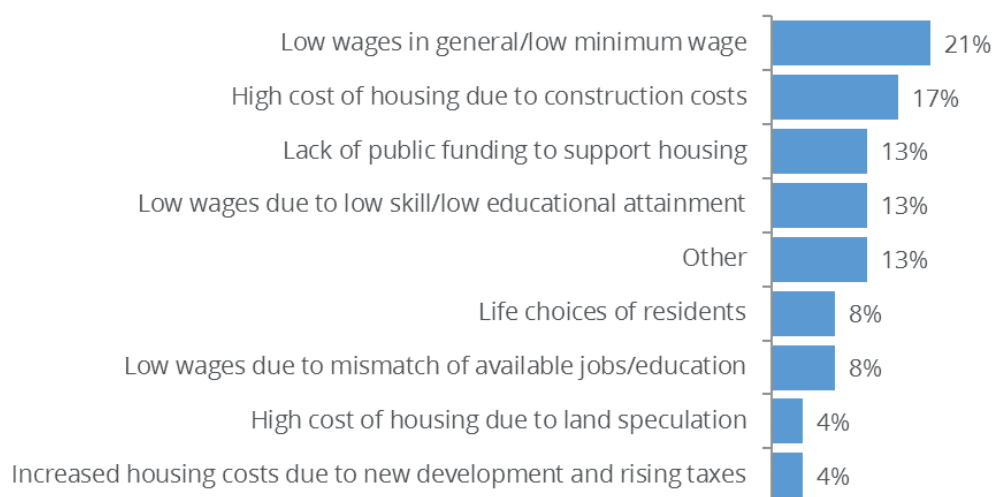 Low wages in general/low minimum wage 21%
High cost of housing due to construction costs 17%
Lack of public funding to support housing 13%
Low wages due to low skill/low educational attainment 13%
Other 13%
Life choices of residents 8%
Low wages due to mismatch of available jobs/education 8%
High cost of housing due to land speculation 4%
Increased housing costs due to new development and rising taxes 4%